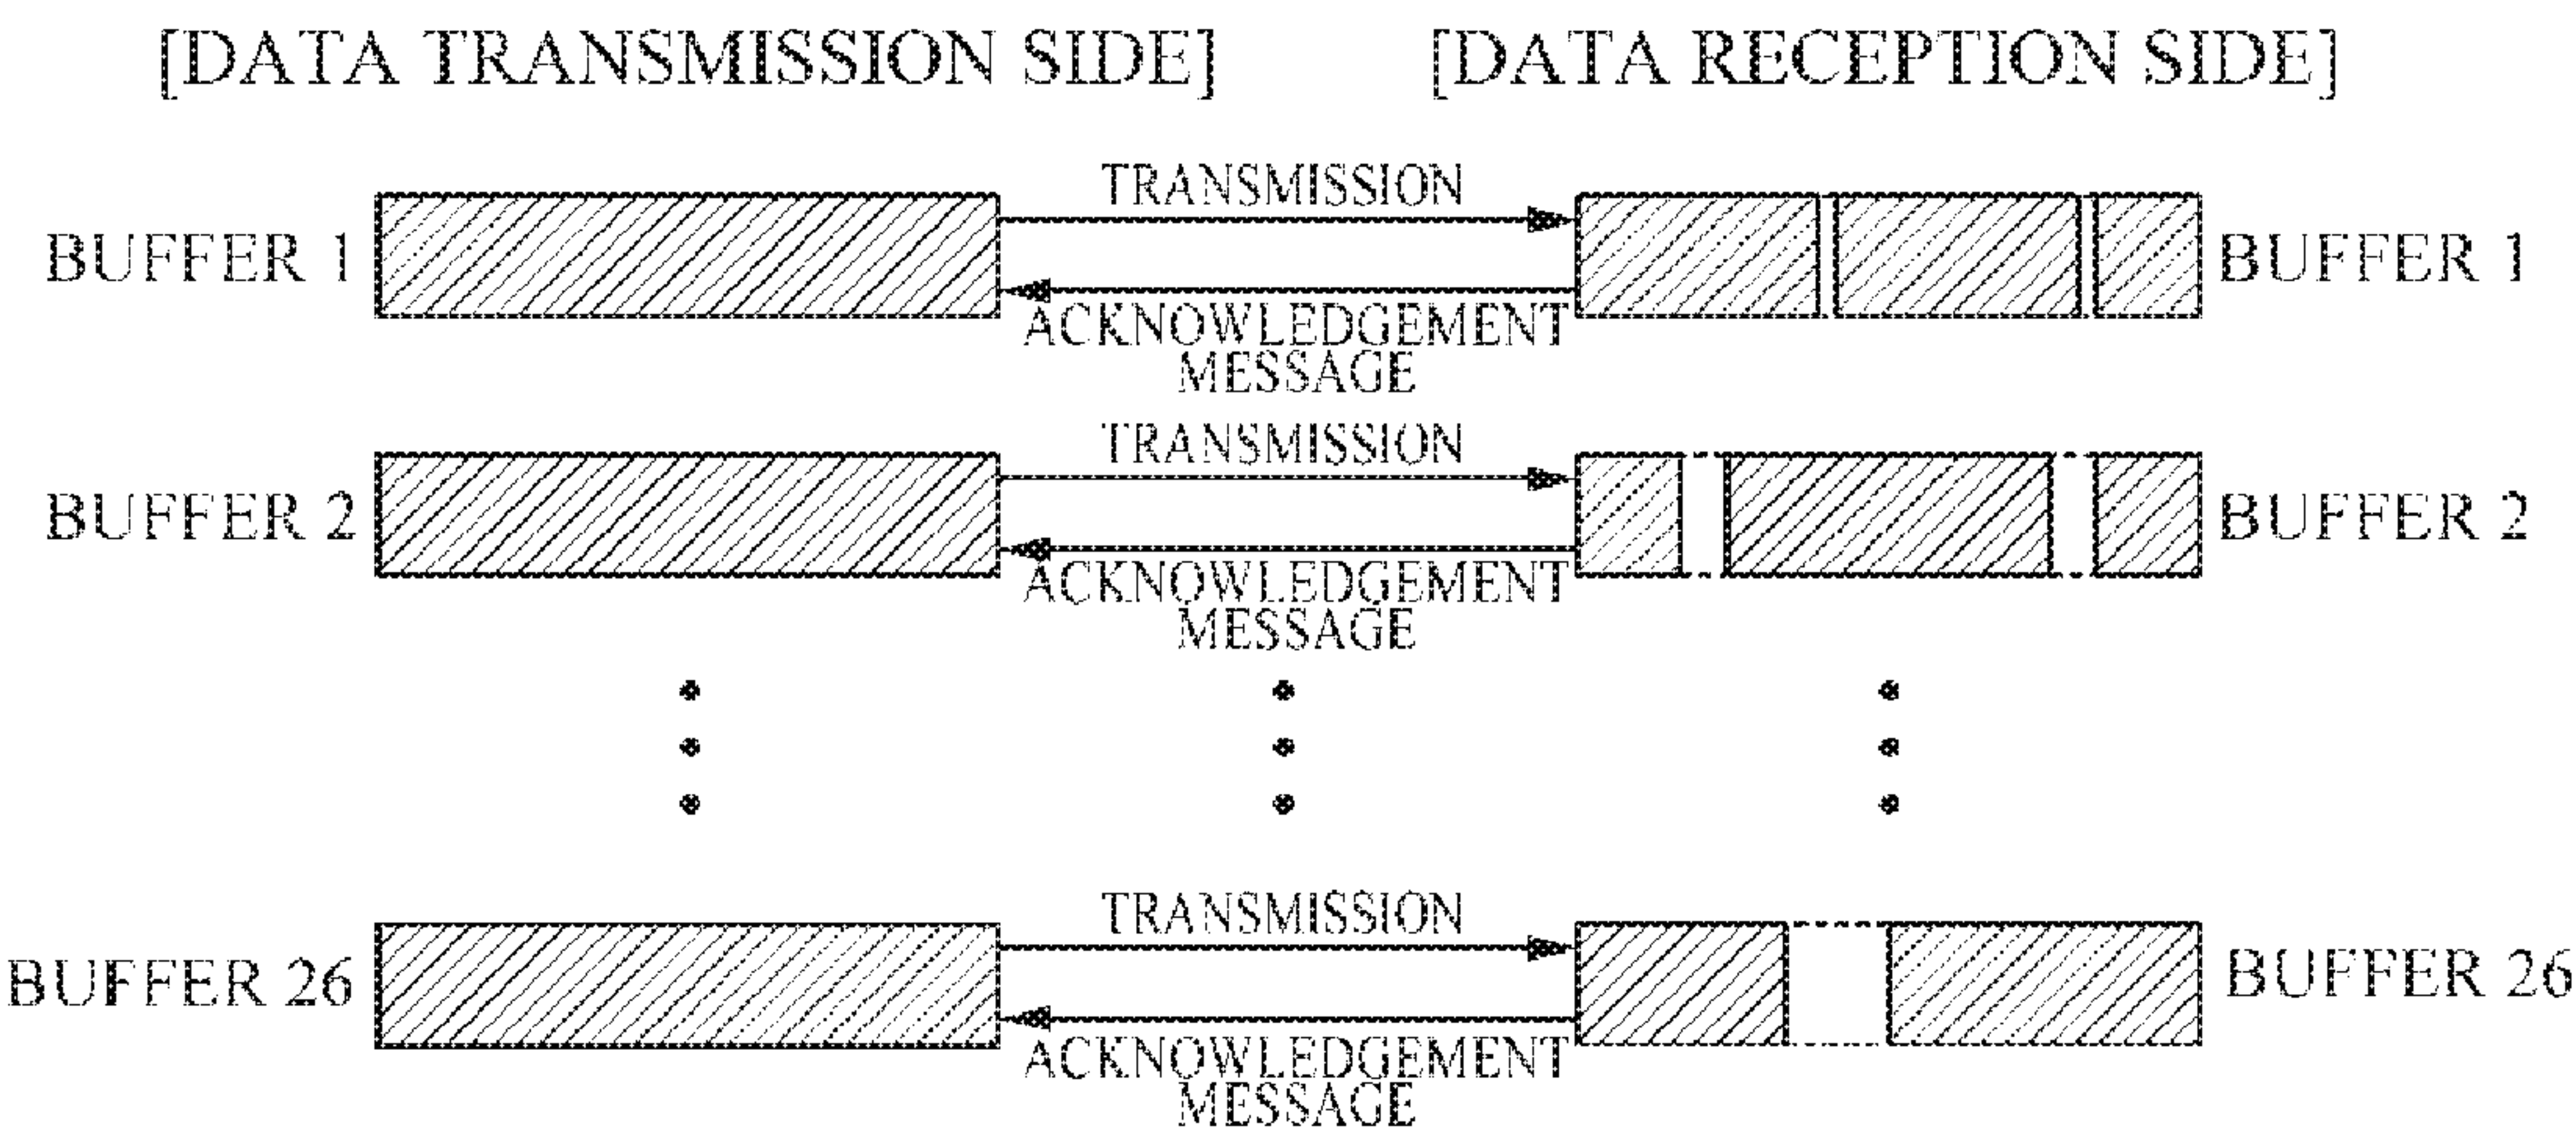 [DATA TRANSMISSION SIDE] [DATA RECEPTION SIDE]
TRANSMISSION
BUFFER 1 BUFFER 1
ACKNOWLEDGEMENT
MESSAGE
TRANSMISSION
BUFFER 2 BUFFER 2
ACKNOWLEDGEMENT
MESSAGE
TRANSMISSION
BUFFER 26 BUFFER 26
ACKNOWLEDGEMENT
MESSAGE